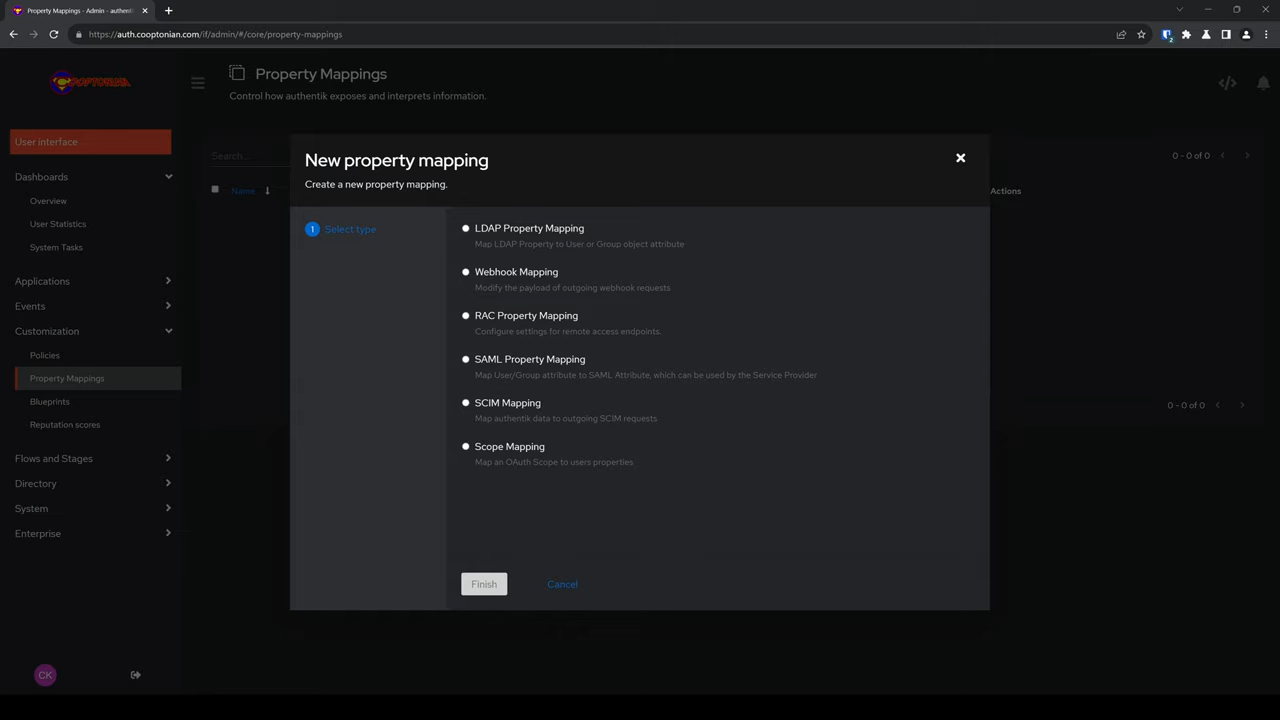 Property Mappings - Admin - authenti
https://auth.cooptonian.com/if/admin/#/core/property-mappings
2
COOPTONIAN
Property Mappings
Control how authentik exposes and interprets information.
User interface
Search...
0 - 0 of 0
Name
Actions
Dashboards
Overview
User Statistics
System Tasks
Applications
Events
Customization
Policies
Property Mappings
Blueprints
Reputation scores
Flows and Stages
Directory
System
Enterprise
CK
New property mapping
Create a new property mapping.
1 Select type
LDAP Property Mapping
Map LDAP Property to User or Group object attribute
Webhook Mapping
Modify the payload of outgoing webhook requests
RAC Property Mapping
Configure settings for remote access endpoints.
SAML Property Mapping
Map User/Group attribute to SAML Attribute, which can be used by the Service Provider
SCIM Mapping
Map authentik data to outgoing SCIM requests
Scope Mapping
Map an OAuth Scope to users properties
Finish
Cancel
0 - 0 of 0